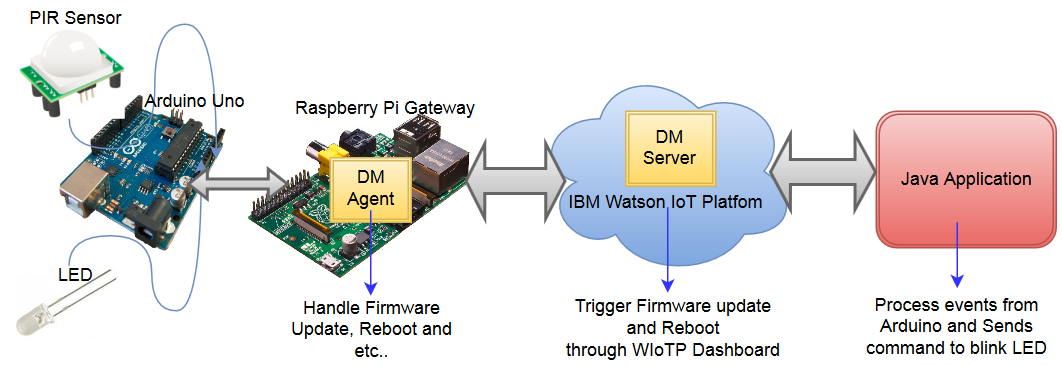 PIR Sensor
Arduino Uno
Raspberry Pi Gateway
DM
Agent
DM
Server
IBM Watson IoT Platfom
Java Application
LED
Handle Firmware
Update, Reboot and
etc..
Trigger Firmware update
and Reboot
through WIoTP Dashboard
Process events from
Arduino and Sends
command to blink LED